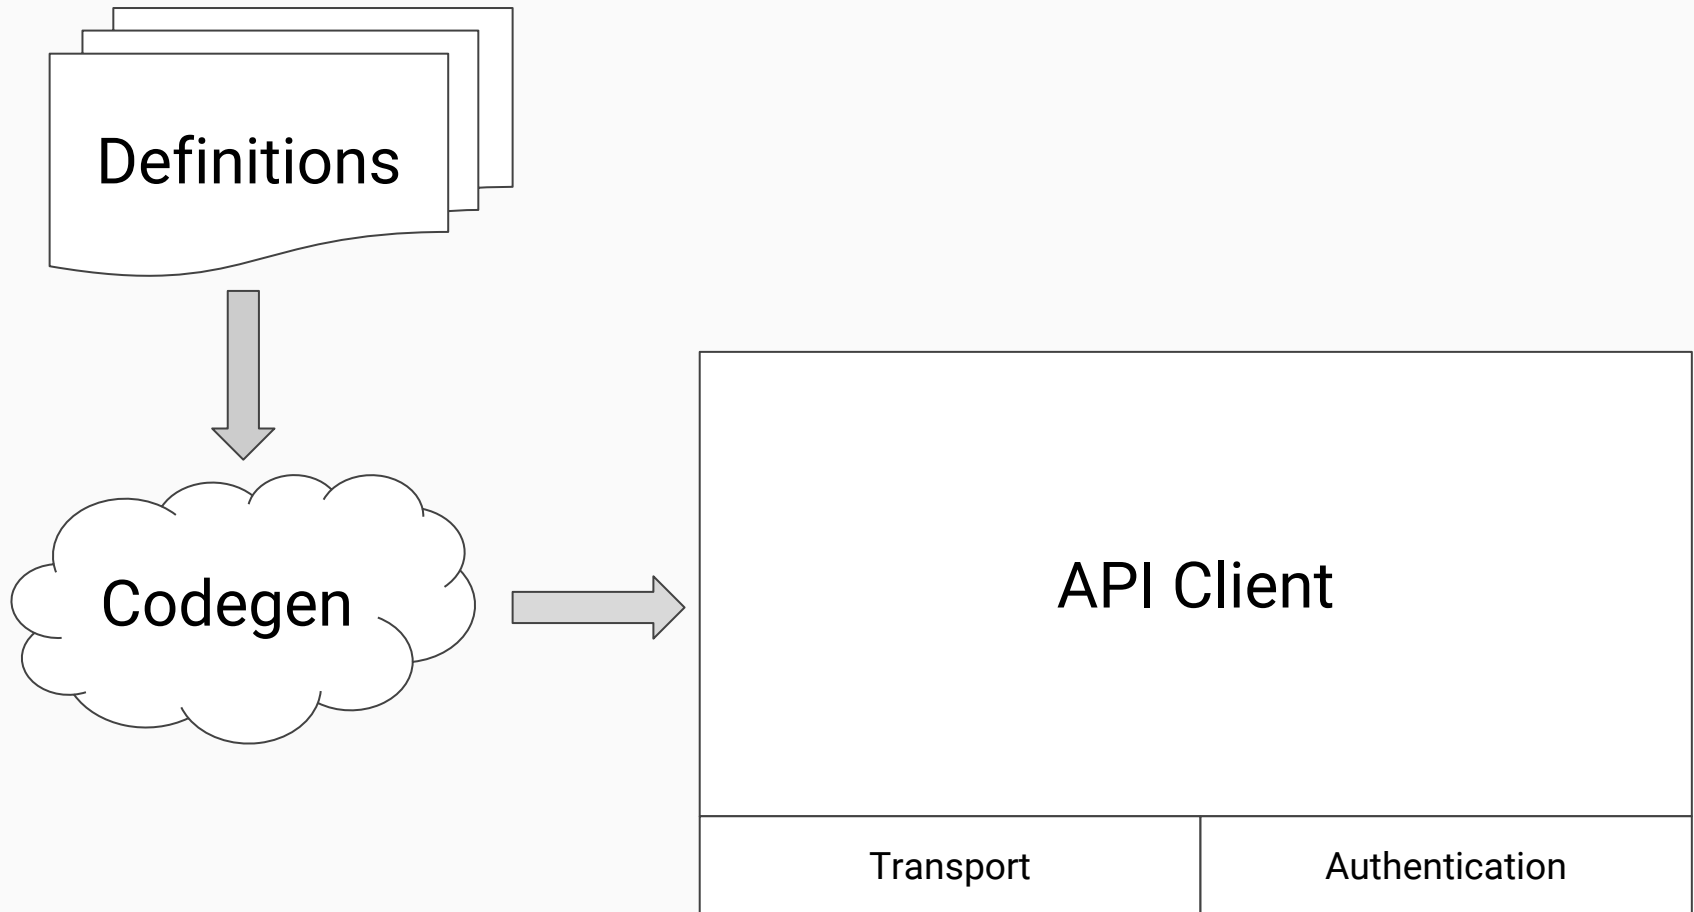 Definitions
Codegen
API Client
Transport
Authentication